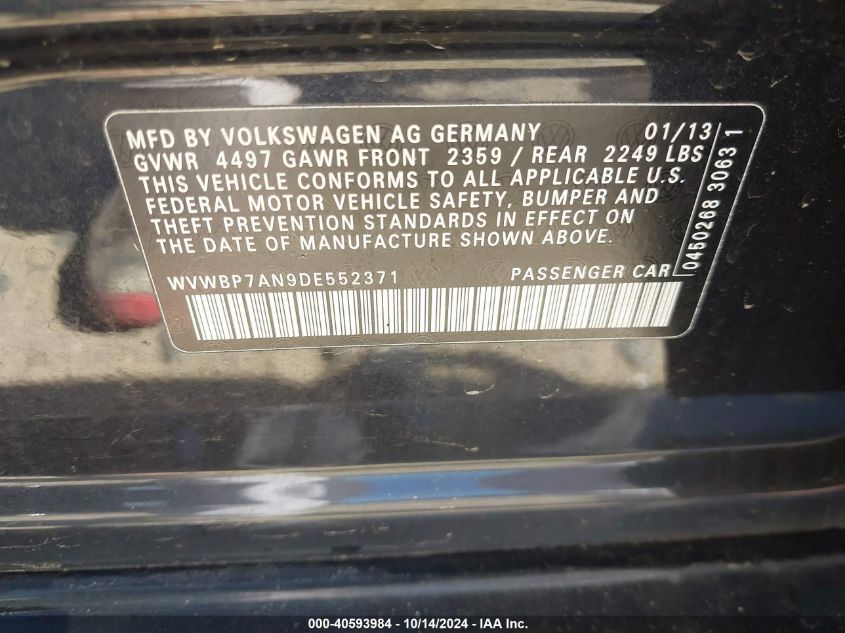 MFD BY VOLKSWAGEN AG GERMANY 01/13
GVWR 4497 GAWR FRONT 2359 / REAR 2249 LBS
THIS VEHICLE CONFORMS TO ALL APPLICABLE U.S.
FEDERAL MOTOR VEHICLE SAFETY, BUMPER AND
THEFT PREVENTION STANDARDS IN EFFECT ON
THE DATE OF MANUFACTURE SHOWN ABOVE.
WVWBP7AN9DE552371 PASSENGER CAR
0450268 3063 1
000-40593984 - 10/14/2024 - IAA Inc.